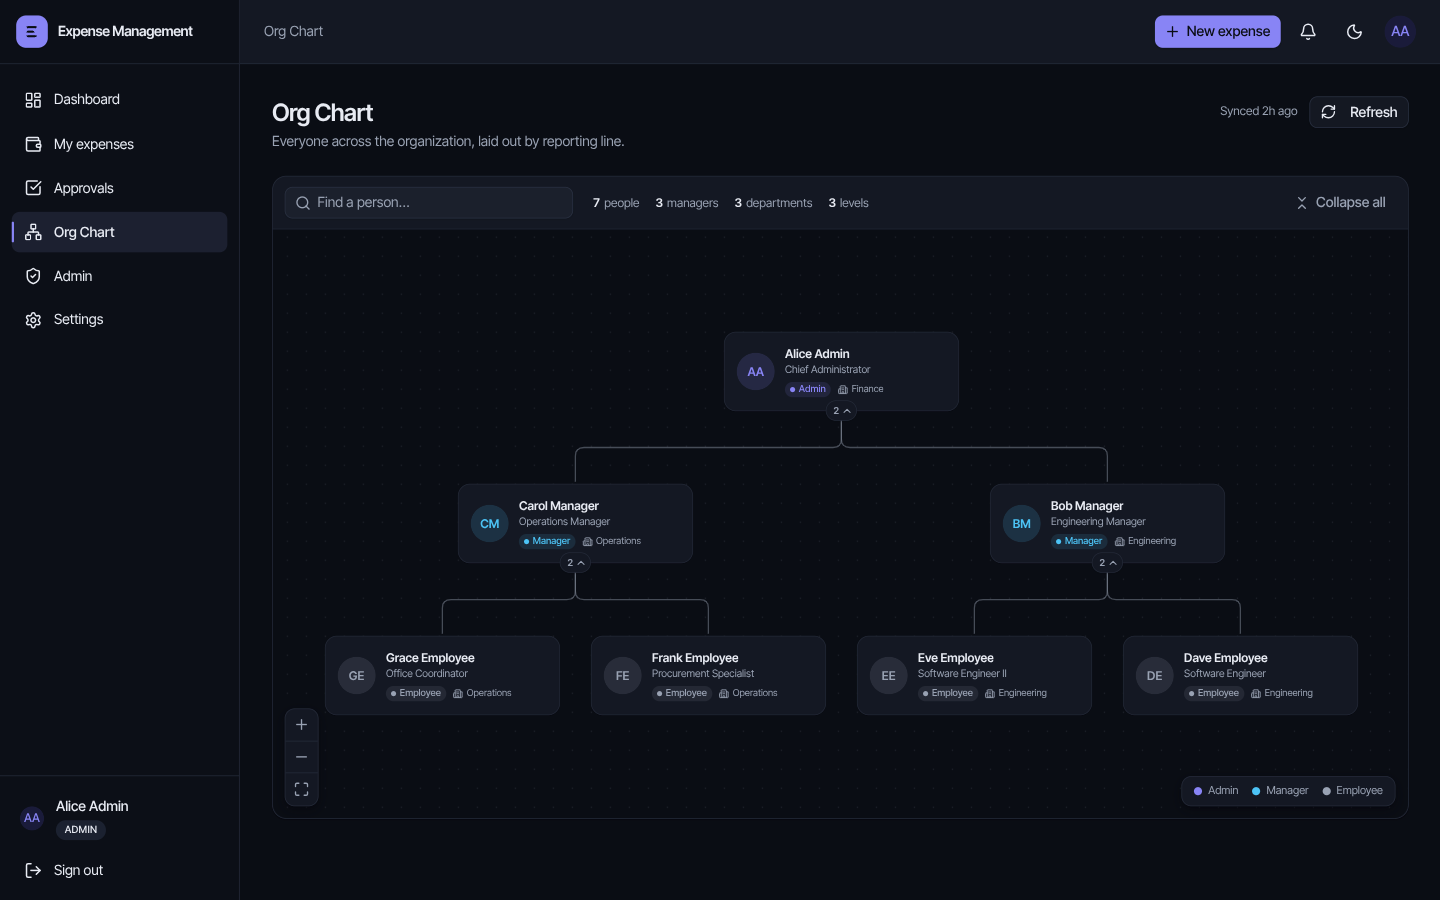 Expense Management
Org Chart
New expense
AA
Dashboard
My expenses
Approvals
Org Chart
Admin
Settings
Org Chart
Everyone across the organization, laid out by reporting line.
Synced 2h ago
Refresh
Find a person...
7 people 3 managers 3 departments 3 levels
Collapse all
AA
Alice Admin
Chief Administrator
Admin Finance
2
CM
Carol Manager
Operations Manager
Manager Operations
2
BM
Bob Manager
Engineering Manager
Manager Engineering
2
GE
Grace Employee
Office Coordinator
Employee Operations
FE
Frank Employee
Procurement Specialist
Employee Operations
EE
Eve Employee
Software Engineer II
Employee Engineering
DE
Dave Employee
Software Engineer
Employee Engineering
Admin Manager Employee
AA
Alice Admin
ADMIN
Sign out